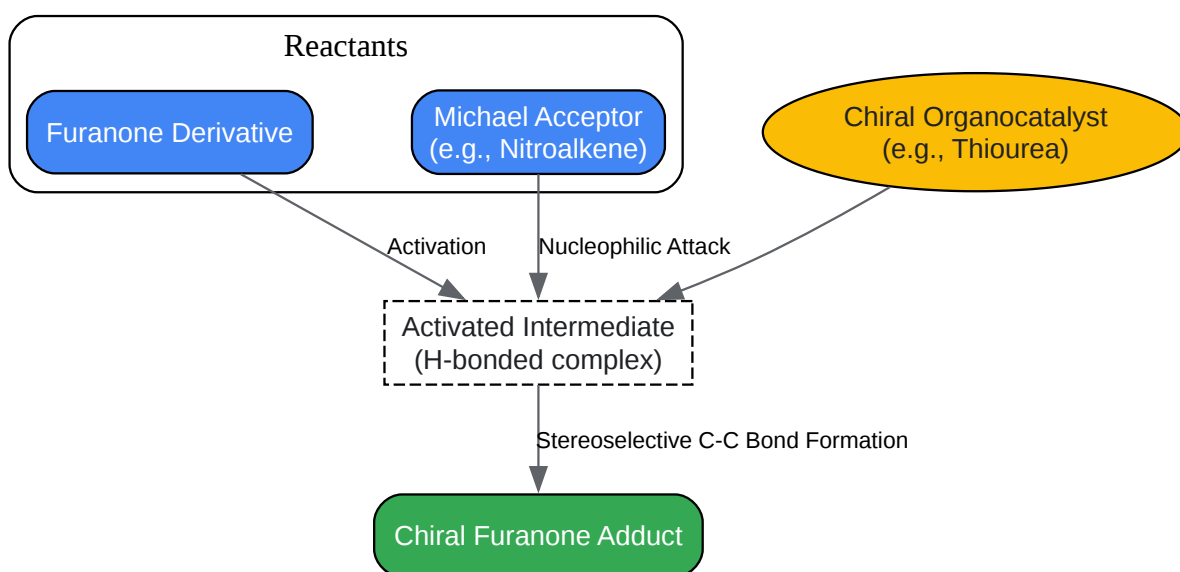 Reactants
Furanone Derivative
Michael Acceptor
(e.g., Nitroalkene)
Chiral Organocatalyst
(e.g., Thiourea)
Activation
Nucleophilic Attack
Activated Intermediate
(H-bonded complex)
Stereoselective C-C Bond Formation
Chiral Furanone Adduct